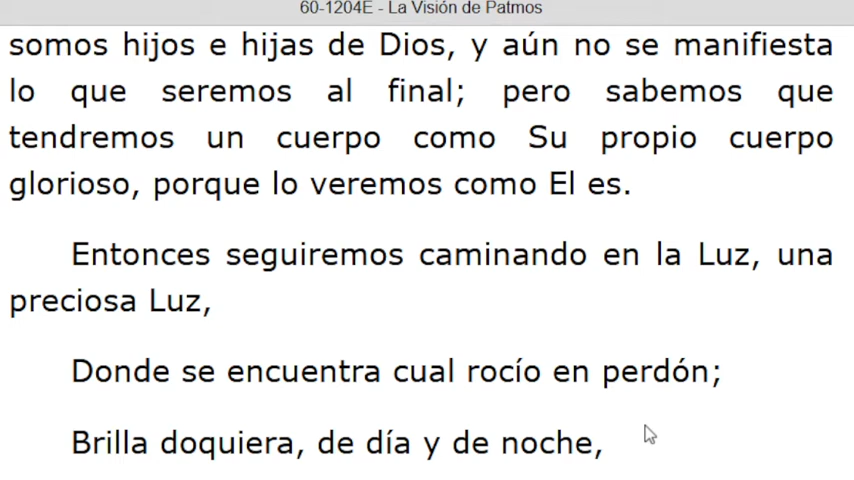 60-1204E - La Visión de Patmos
somos hijos e hijas de Dios, y aún no se manifiesta
lo que seremos al final; pero sabemos que
tendremos un cuerpo como Su propio cuerpo
glorioso, porque lo veremos como El es.
Entonces seguiremos caminando en la Luz, una
preciosa Luz,
Donde se encuentra cual rocío en perdón;
Brilla doquiera, de día y de noche,